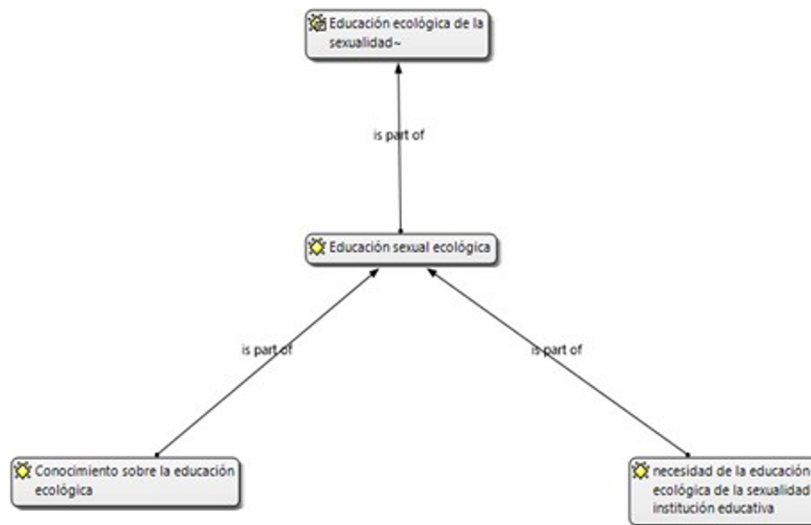 Educación ecológica de la
sexualidad~
is part of
Educación sexual ecológica
is part of
is part of
Conocimiento sobre la educación
ecológica
necesidad de la educación
ecológica de la sexualidad
institución educativa